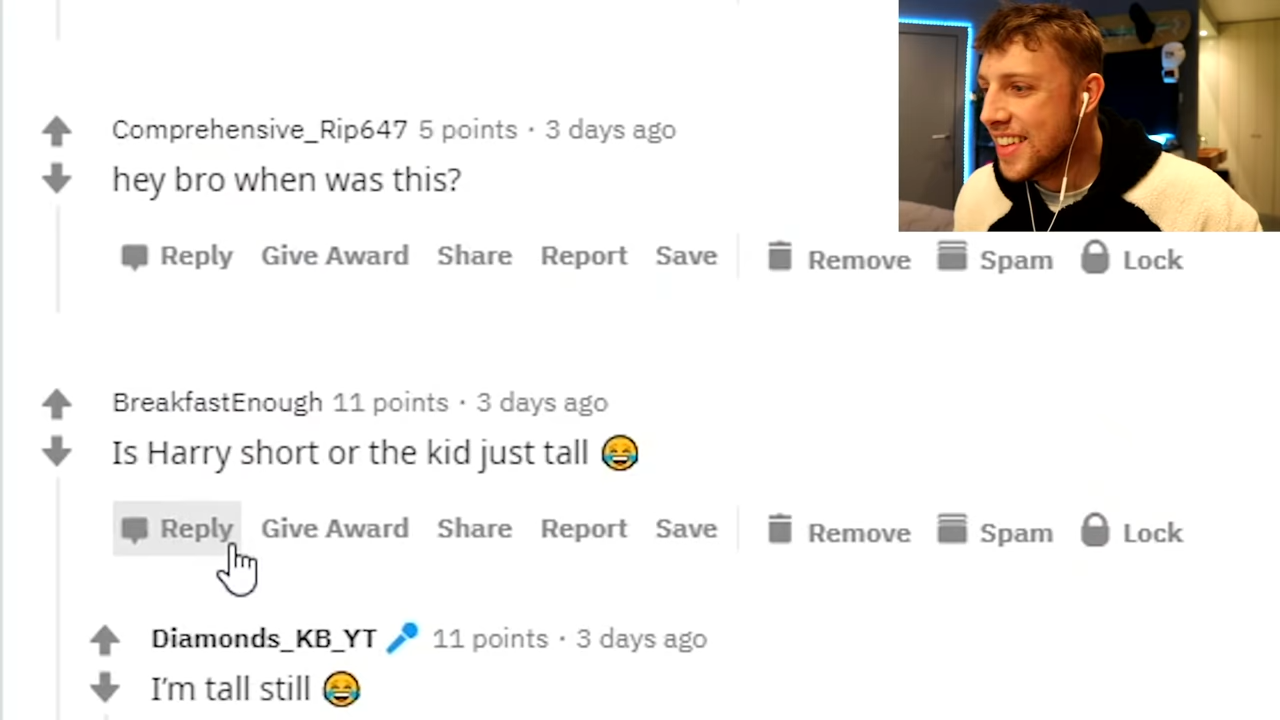 Comprehensive_Rip647 5 points · 3 days ago
hey bro when was this?
Reply Give Award Share Report Save Remove Spam Lock
BreakfastEnough 11 points · 3 days ago
Is Harry short or the kid just tall 😂
Reply Give Award Share Report Save Remove Spam Lock
Diamonds_KB_YT 🎤 11 points · 3 days ago
I'm tall still 😂